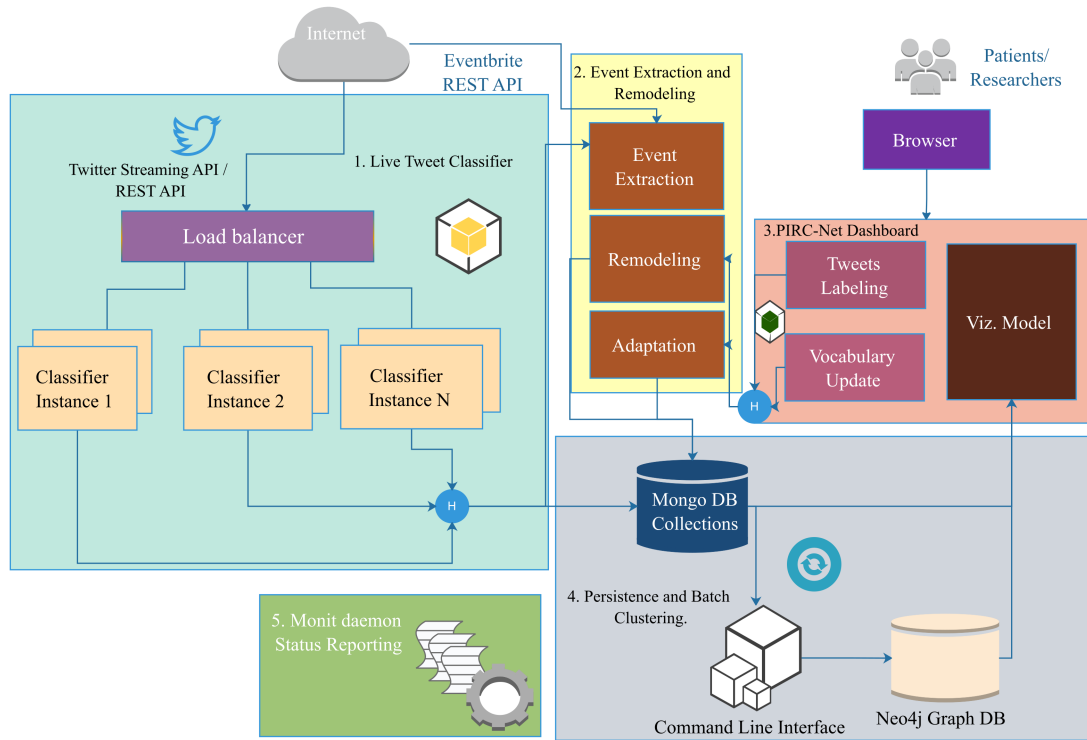 Internet
Eventbrite
REST API
2. Event Extraction and
Remodeling
Patients/
Researchers
Twitter Streaming API /
REST API
1. Live Tweet Classifier
Event
Extraction
Browser
Load balancer
Remodeling
3.PIRC-Net Dashboard
Tweets
Labeling
Viz. Model
Adaptation
Vocabulary
Update
Classifier
Instance 1
Classifier
Instance 2
Classifier
Instance N
H
H
Mongo DB
Collections
4. Persistence and Batch
Clustering.
5. Monit daemon
Status Reporting
Command Line Interface
Neo4j Graph DB